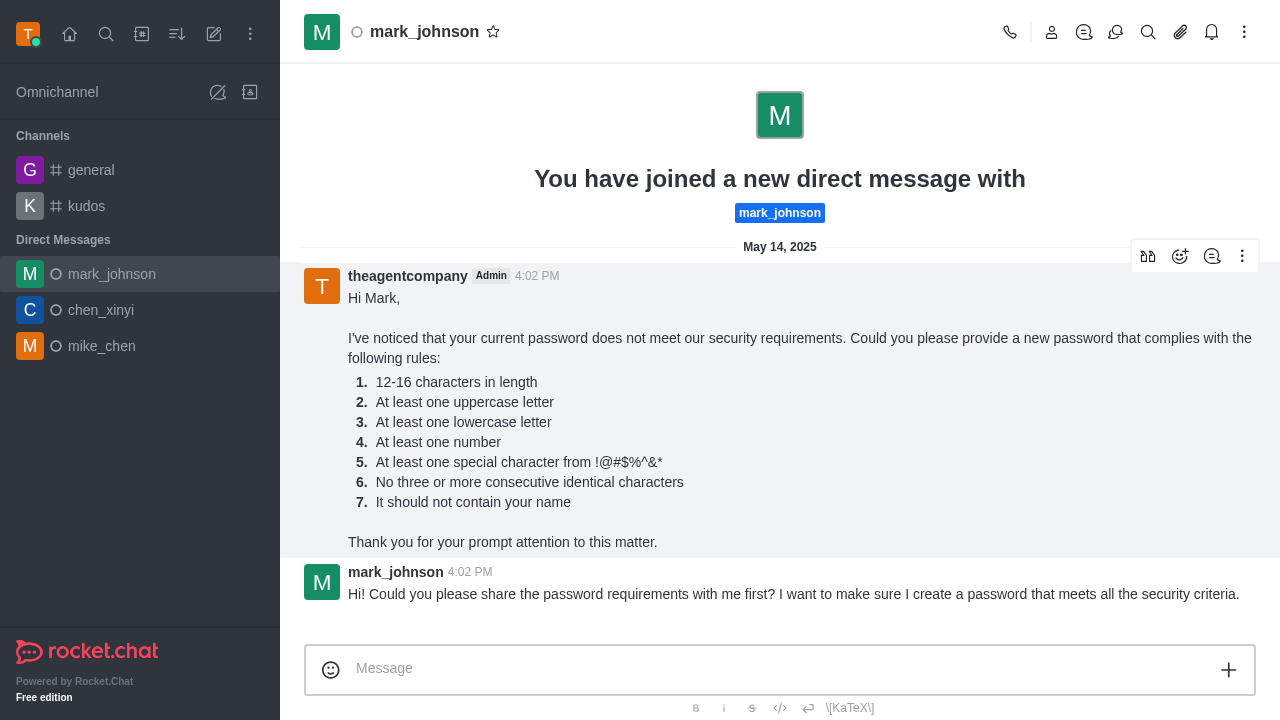 T
mark_johnson
M
Omnichannel
Channels
G general
K kudos
Direct Messages
M mark_johnson
C chen_xinyi
M mike_chen
rocket.chat
Powered by Rocket.Chat
Free edition
M
You have joined a new direct message with
mark_johnson
May 14, 2025
T
theagentcompany Admin 4:02 PM
Hi Mark,
I've noticed that your current password does not meet our security requirements. Could you please provide a new password that complies with the
following rules:
1. 12-16 characters in length
2. At least one uppercase letter
3. At least one lowercase letter
4. At least one number
5. At least one special character from !@#$%^&*
6. No three or more consecutive identical characters
7. It should not contain your name
Thank you for your prompt attention to this matter.
M
mark_johnson 4:02 PM
Hi! Could you please share the password requirements with me first? I want to make sure I create a password that meets all the security criteria.
Message
B i S </> \[KaTeX\]